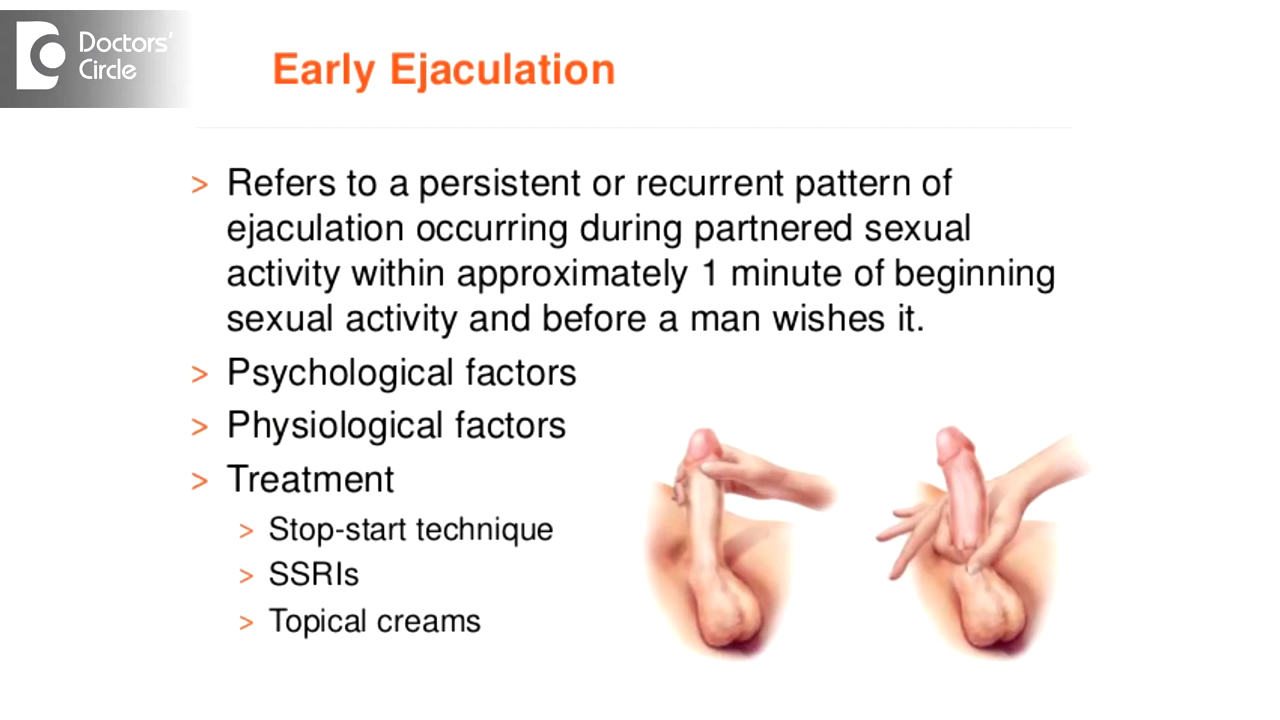 Doctors'
Circle
Early Ejaculation
> Refers to a persistent or recurrent pattern of
ejaculation occurring during partnered sexual
activity within approximately 1 minute of beginning
sexual activity and before a man wishes it.
> Psychological factors
> Physiological factors
> Treatment
> Stop-start technique
> SSRIs
> Topical creams